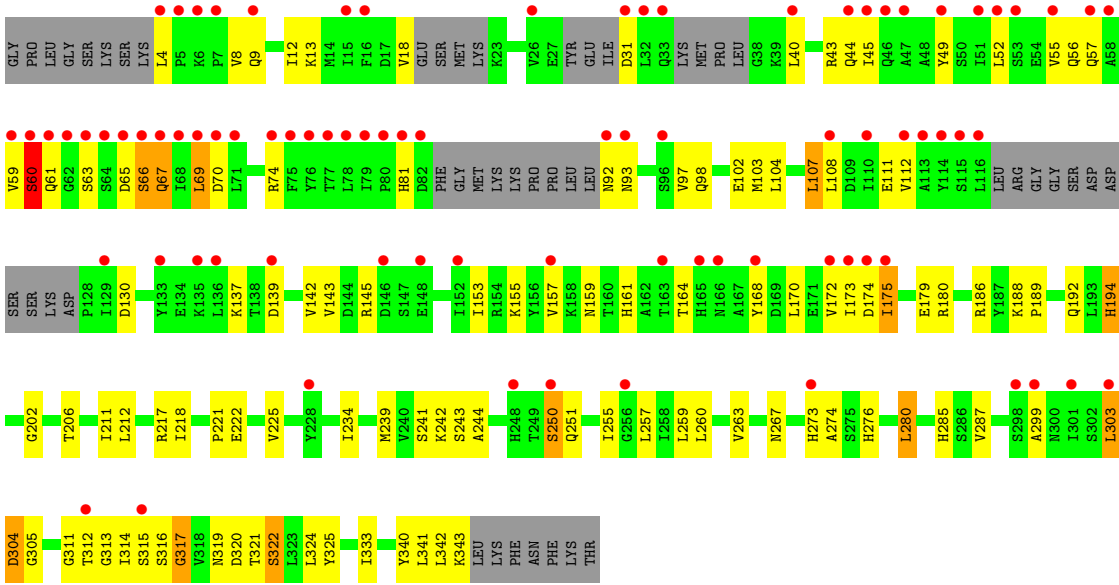 GLY PRO LEU GLY SER SER LYS L4 P5 K6 P7 V8 Q9 I12 K13 M14 I15 F16 D17 V18 GLU SER MET LYS K23 V26 E27 TYR GLU ILE D31 L32 Q33 LYS MET PRO LEU G38 K39 L40 R43 Q44 I45 Q46 A47 A48 Y49 S50 I51 L52 S53 E54 V55 Q56 Q57 A58
V59 S60 Q61 G62 S63 S64 D65 S66 Q67 I68 L69 D70 L71 R74 F75 Y76 T77 L78 I79 P80 H81 D82 PHE GLY MET LYS LYS PRO PRO LEU LEU N92 N93 S96 V97 Q98 E102 M103 L104 L107 L108 D109 I110 E111 V112 A113 Y114 S115 L116 LEU ARG GLY GLY SER ASP ASP
SER SER LYS ASP P128 I129 D130 Y133 E134 K135 L136 K137 T138 D139 V142 V143 D144 R145 D146 S147 E148 I152 I153 R154 K155 Y156 V157 K158 N159 T160 H161 A162 T163 T164 H165 N166 A167 Y168 D169 L170 E171 V172 I173 D174 I175 E179 R180 R186 Y187 K188 P189 Q192 L193 H194
G202 T206 I211 L212 R217 I218 P221 E222 V225 Y228 I234 M239 V240 S241 K242 S243 A244 H248 T249 S250 Q251 I255 G256 L257 I258 L259 L260 V263 N267 H273 A274 S275 H276 L280 H285 S286 V287 S298 A299 N300 I301 S302 L303
D304 G305 G311 T312 G313 I314 S315 S316 G317 V318 N319 D320 T321 S322 L323 L324 Y325 I333 Y340 L341 L342 K343 LEU LYS PHE ASN PHE LYS THR